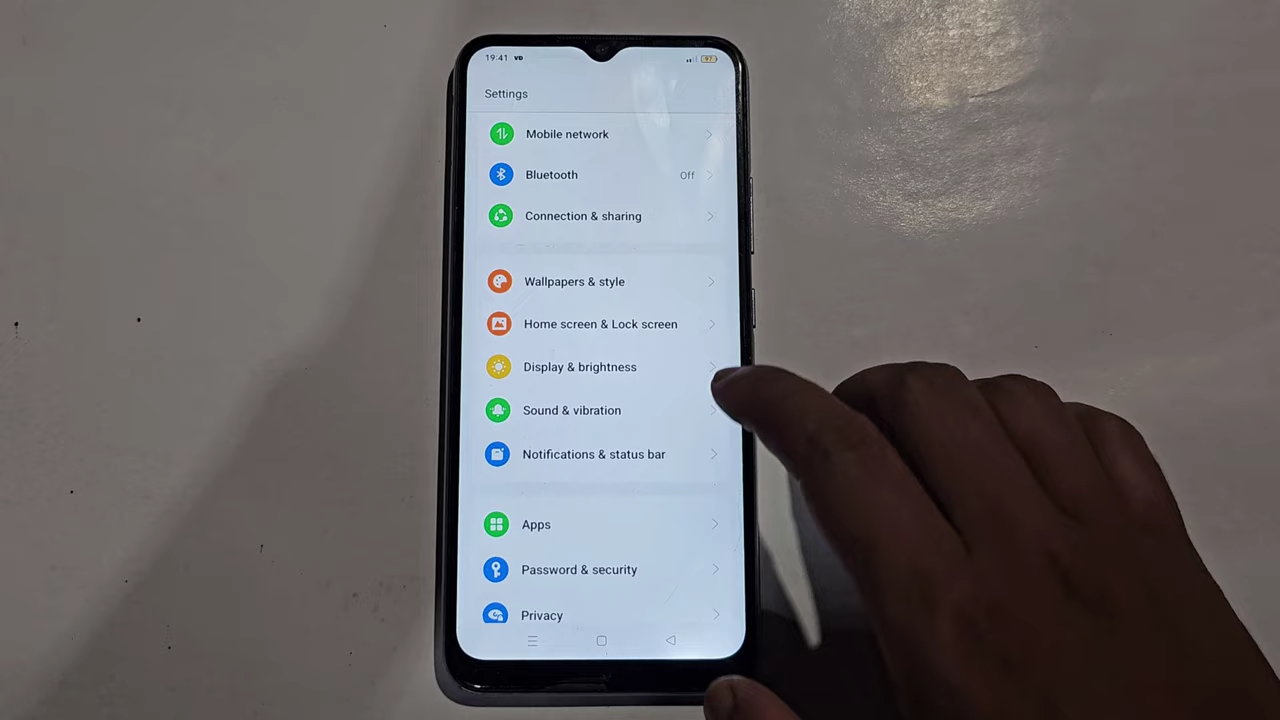 19:41
97
Settings
Mobile network
Bluetooth Off
Connection & sharing
Wallpapers & style
Home screen & Lock screen
Display & brightness
Sound & vibration
Notifications & status bar
Apps
Password & security
Privacy